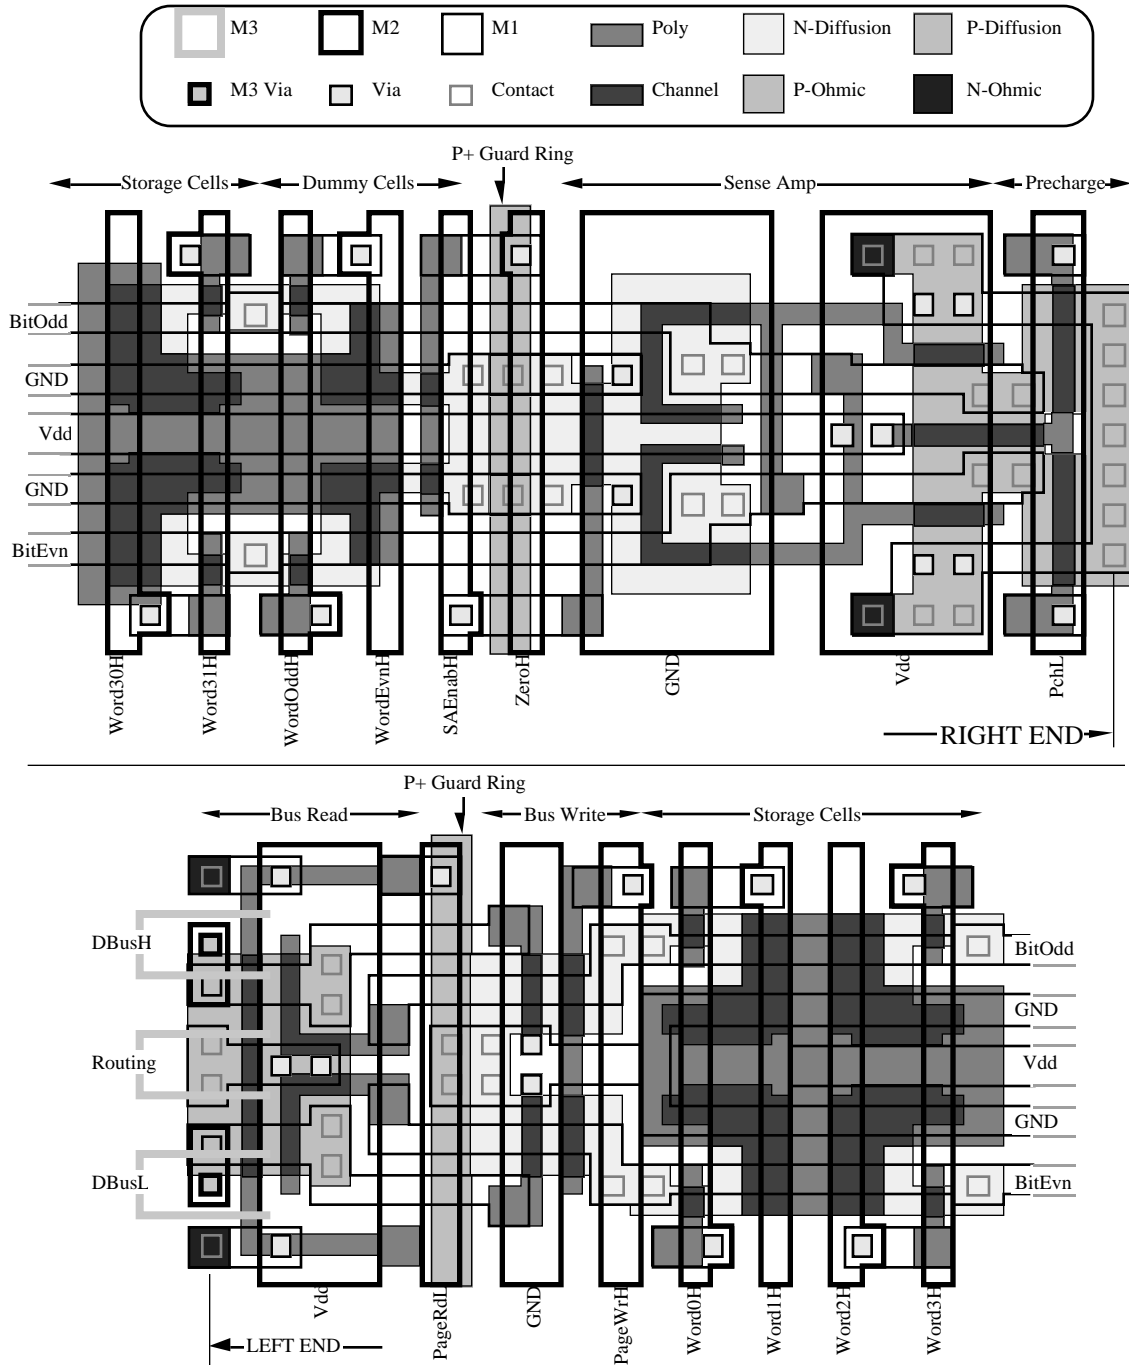 M3 M2 M1 Poly N-Diffusion P-Diffusion
M3 Via Via Contact Channel P-Ohmic N-Ohmic
P+ Guard Ring
Storage Cells Dummy Cells Sense Amp Precharge
BitOdd
GND
Vdd
GND
BitEvn
Word30H Word31H WordOddH WordEvnH SAEnabH ZeroH GND Vdd PchL
RIGHT END
P+ Guard Ring
Bus Read Bus Write Storage Cells
DBusH BitOdd
GND
Routing Vdd
GND
DBusL BitEvn
Vdd PageRdL GND PageWrH Word0H Word1H Word2H Word3H
LEFT END